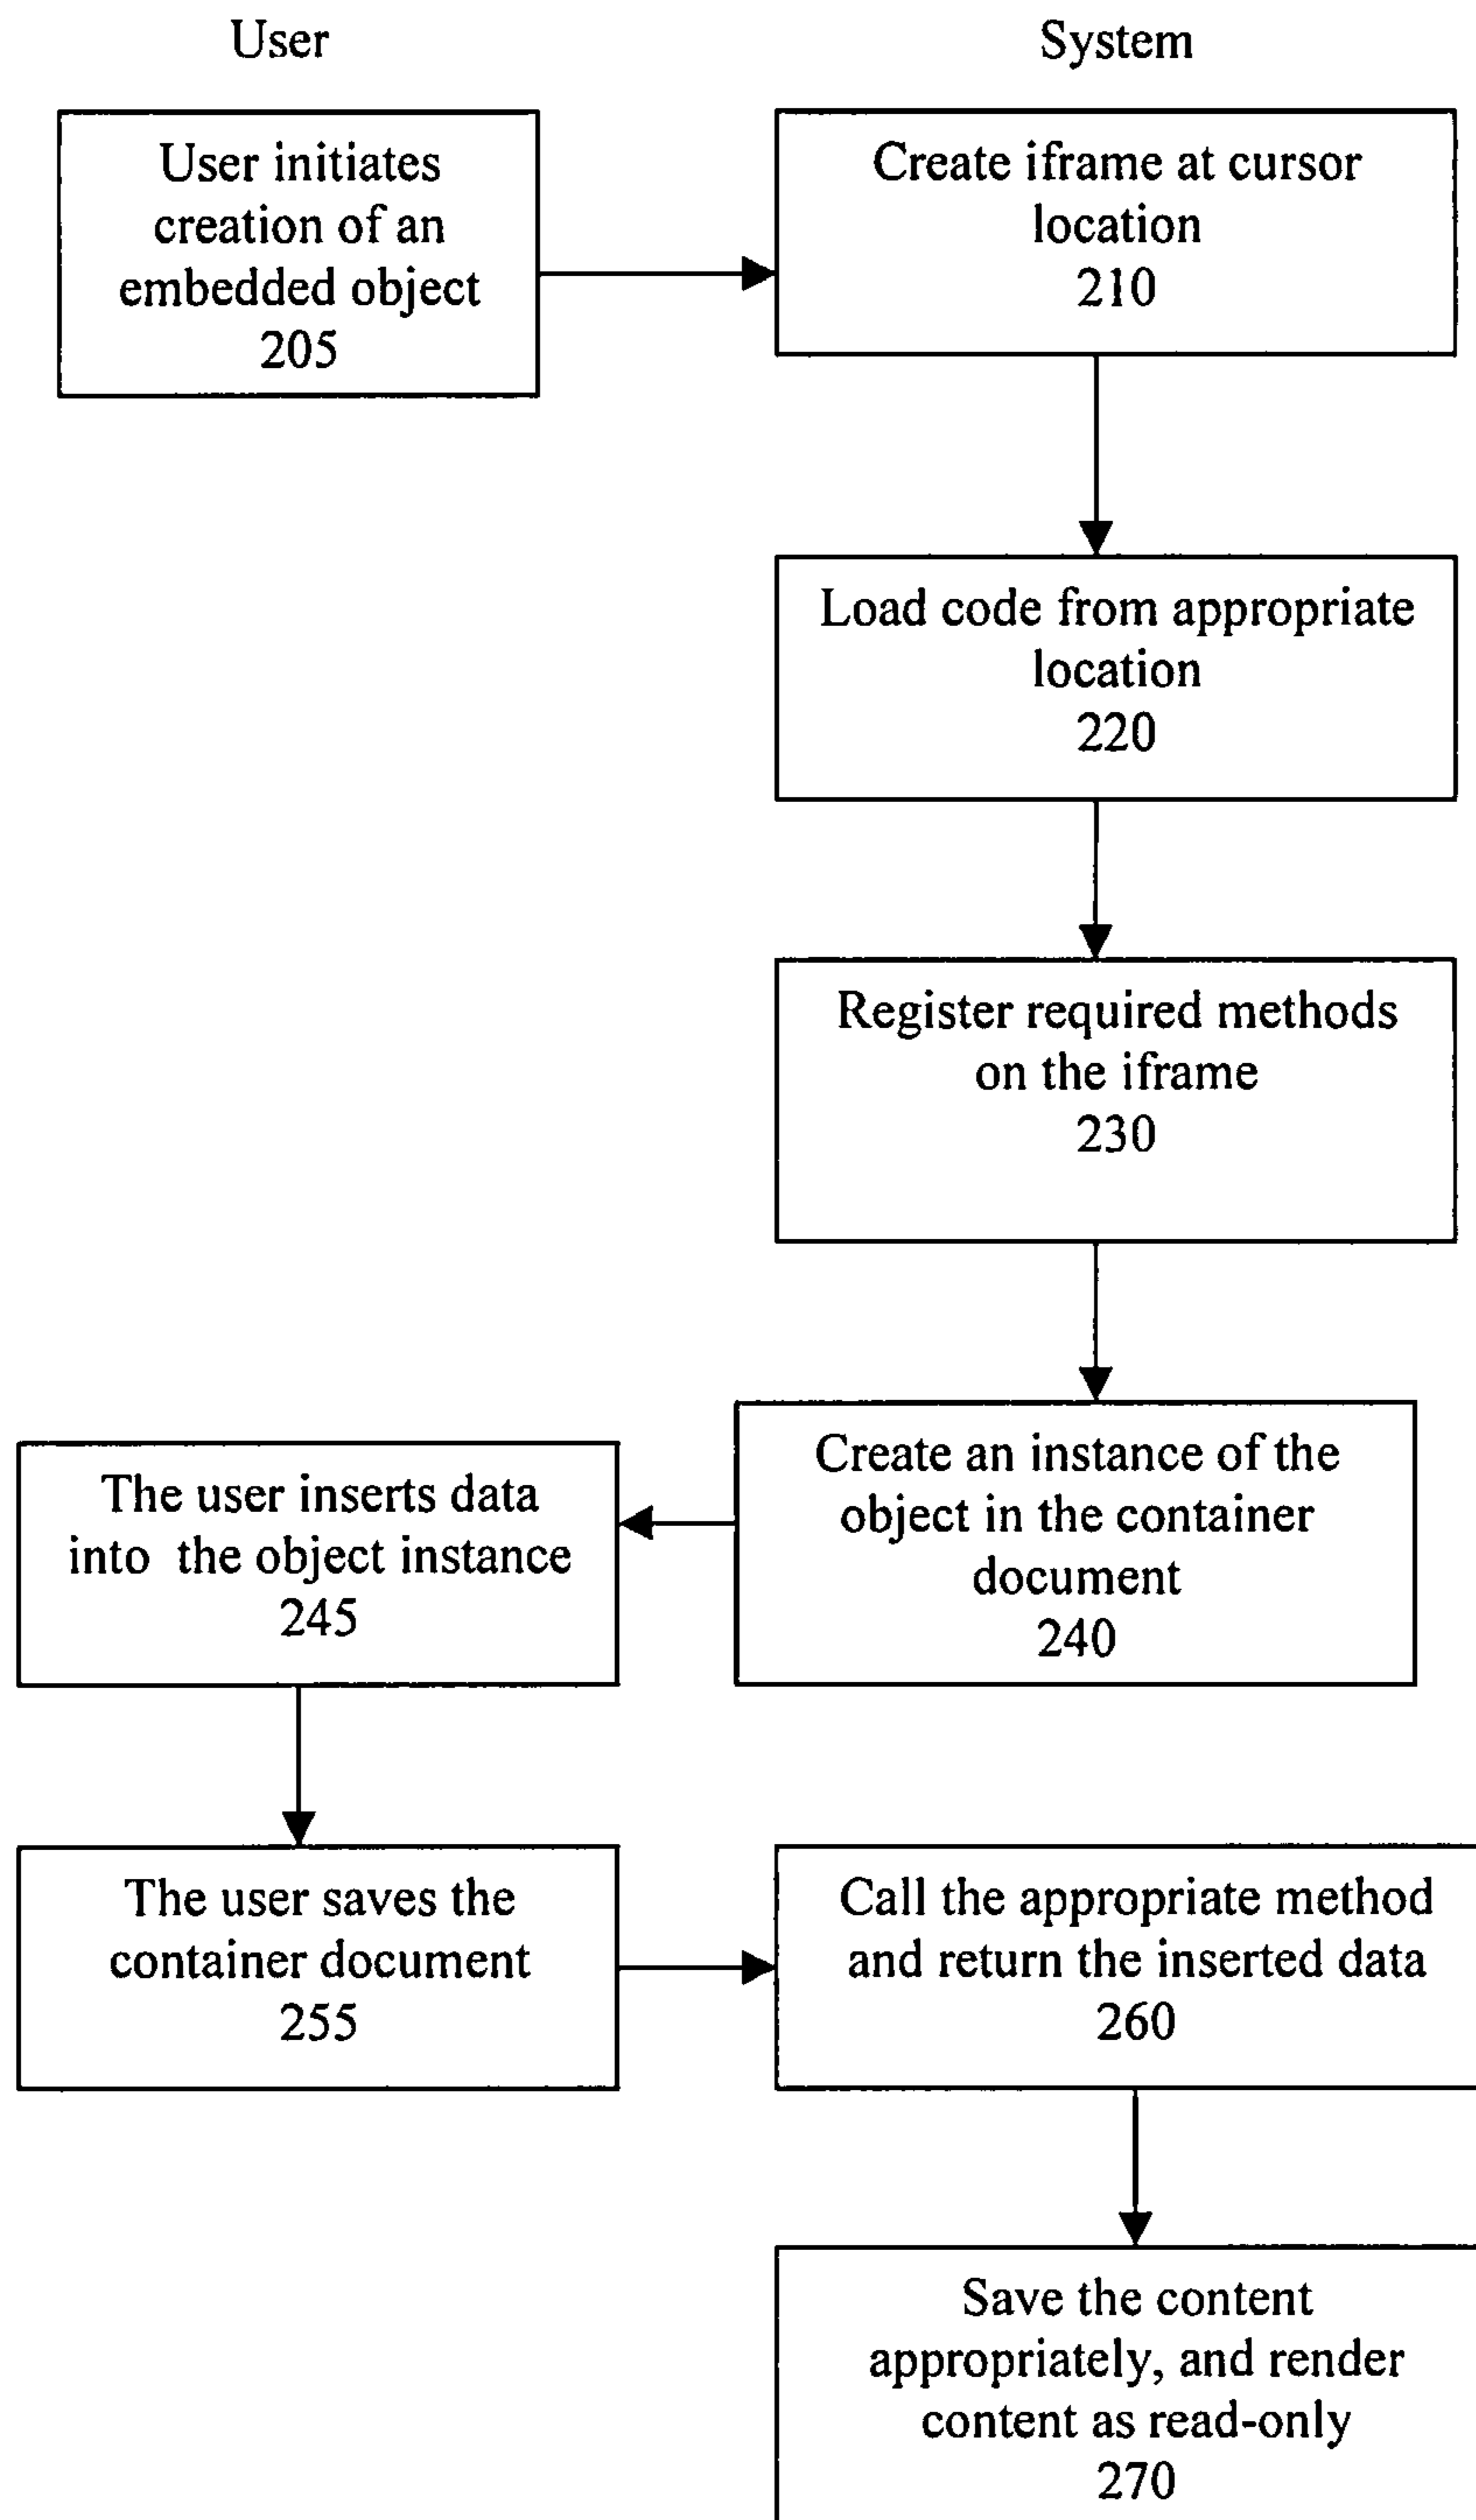 User
System
User initiates
creation of an
embedded object
205
Create iframe at cursor
location
210
Load code from appropriate
location
220
Register required methods
on the iframe
230
Create an instance of the
object in the container
document
240
The user inserts data
into the object instance
245
The user saves the
container document
255
Call the appropriate method
and return the inserted data
260
Save the content
appropriately, and render
content as read-only
270